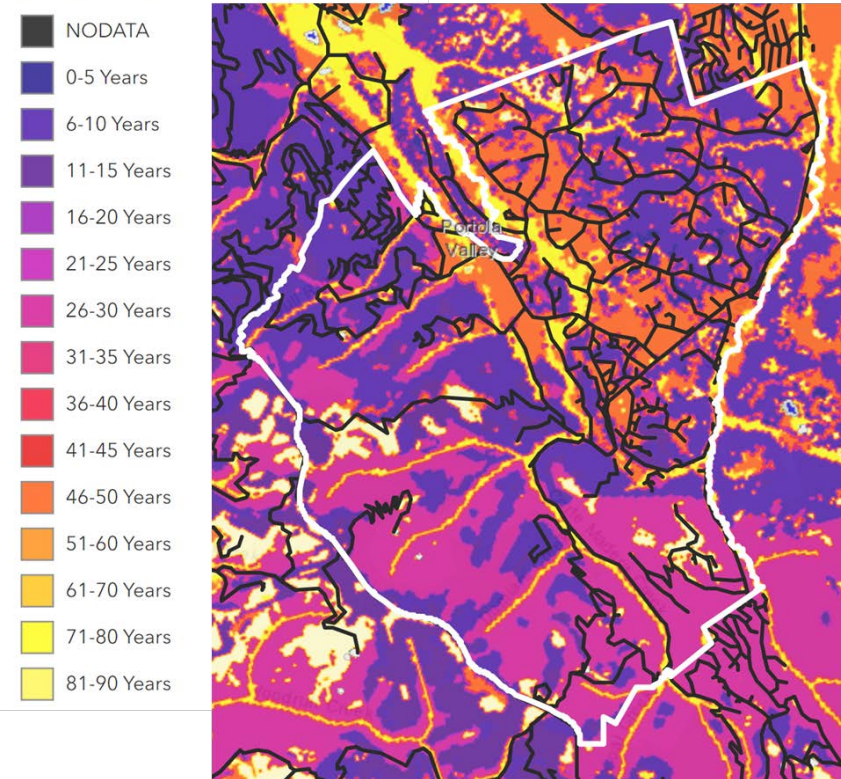 NODATA
0-5 Years
6-10 Years
11-15 Years
16-20 Years
21-25 Years
26-30 Years
31-35 Years
36-40 Years
41-45 Years
46-50 Years
51-60 Years
61-70 Years
71-80 Years
81-90 Years
Portola
Valley